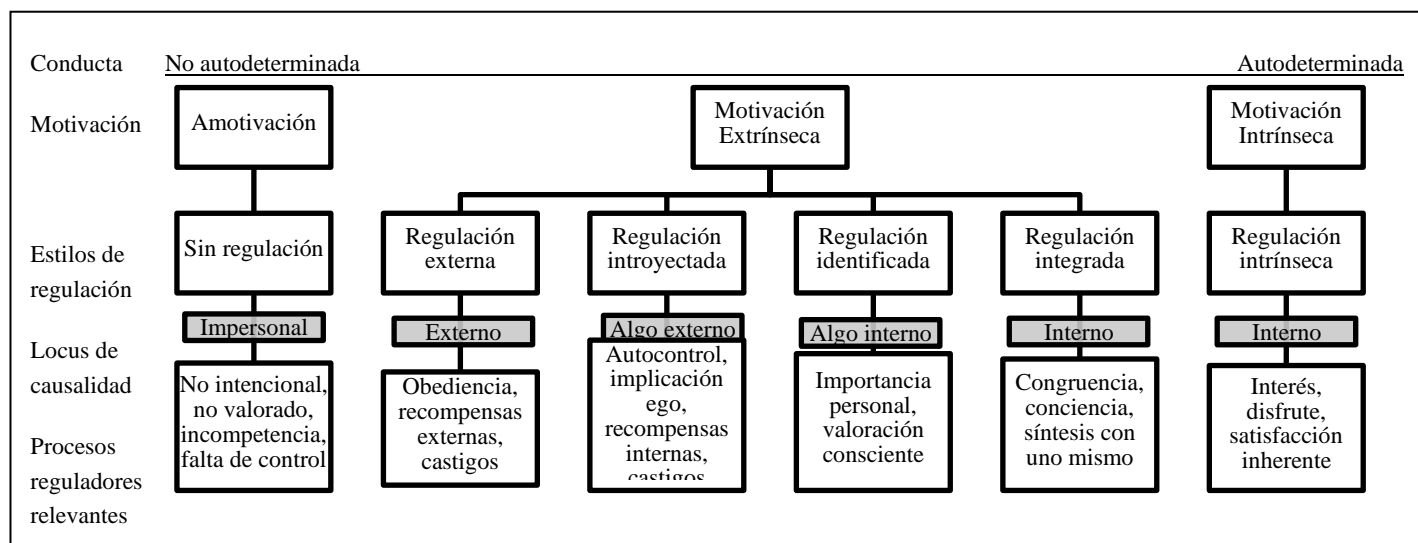 Conducta
No autodeterminada
Autodeterminada
Motivación
Amotivación
Motivación
Extrínseca
Motivación
Intrínseca
Estilos de
regulación
Sin regulación
Regulación
externa
Regulación
introyectada
Regulación
identificada
Regulación
integrada
Regulación
intrínseca
Locus de
causalidad
Impersonal
Externo
Algo externo
Algo interno
Interno
Interno
Procesos
reguladores
relevantes
No intencional,
no valorado,
incompetencia,
falta de control
Obediencia,
recompensas
externas,
castigos
Autocontrol,
implicación
ego,
recompensas
internas,
castigos
Importancia
personal,
valoración
consciente
Congruencia,
conciencia,
síntesis con
uno mismo
Interés,
disfrute,
satisfacción
inherente